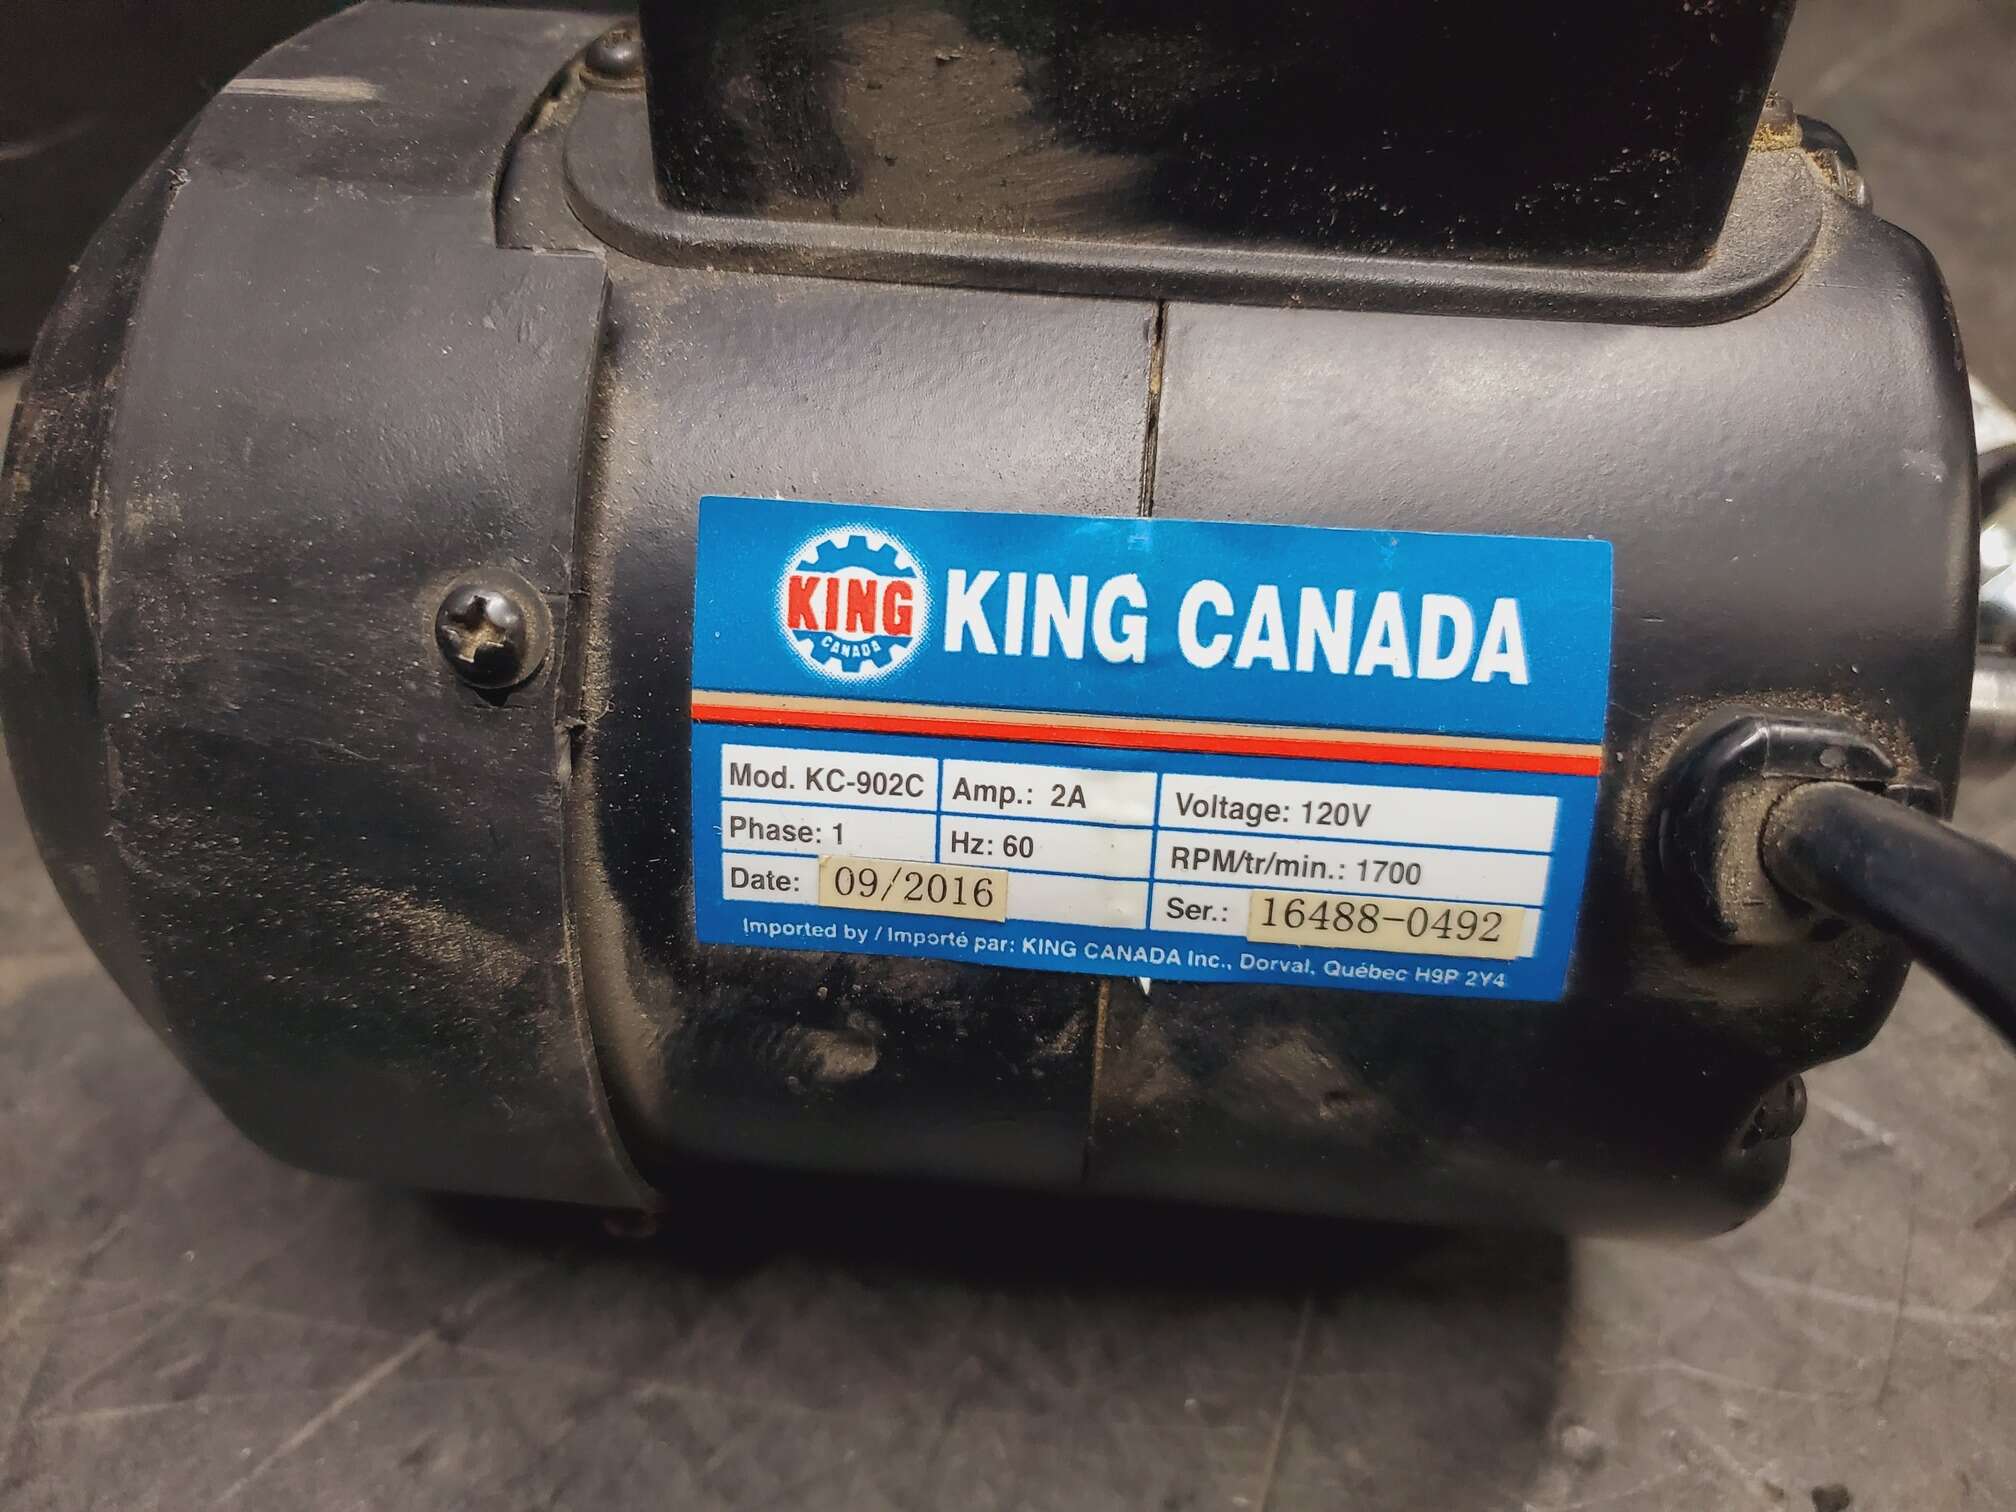 KING
CANADA
KING CANADA
Mod. KC-902C Amp.: 2A Voltage: 120V
Phase: 1 Hz: 60 RPM/tr/min.: 1700
Date: 09/2016 Ser.: 16488-0492
Imported by / Importé par: KING CANADA Inc., Dorval, Québec H9P 2Y4